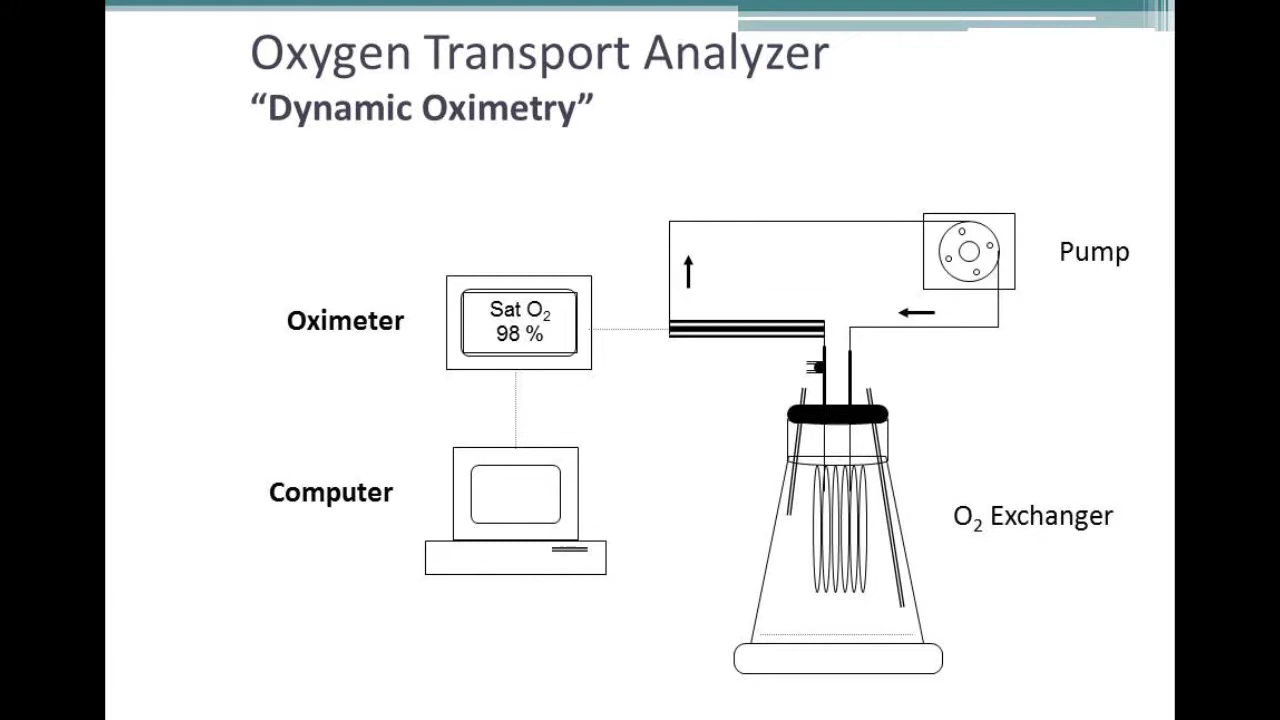 Oxygen Transport Analyzer
“Dynamic Oximetry”
Pump
Oximeter
Sat O₂
98 %
Computer
O₂ Exchanger